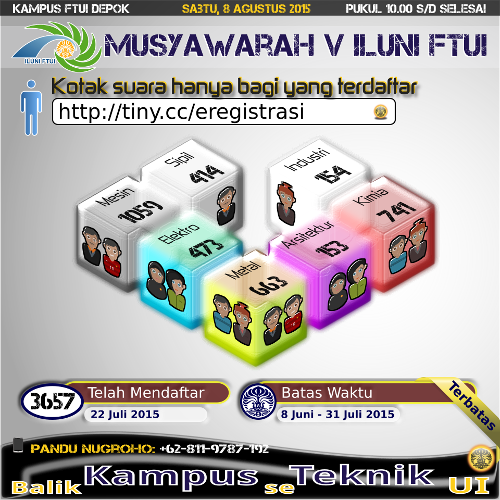 KAMPUS FTUI DEPOK SABTU, 8 AGUSTUS 2015 PUKUL 10.00 S/D SELESAI
ILUNI FTUI
MUSYAWARAH V ILUNI FTUI
Kotak suara hanya bagi yang terdaftar
http://tiny.cc/eregistrasi
Sipil
414
Industri
154
Mesin
1059
Kimia
741
Elektro
473
Arsitektur
153
Metal
663
3657
Telah Mendaftar
22 Juli 2015
Batas Waktu
8 Juni - 31 Juli 2015
Terbatas
PANDU NUGROHO: +62-811-9787-192
Balik Kampus se Teknik UI